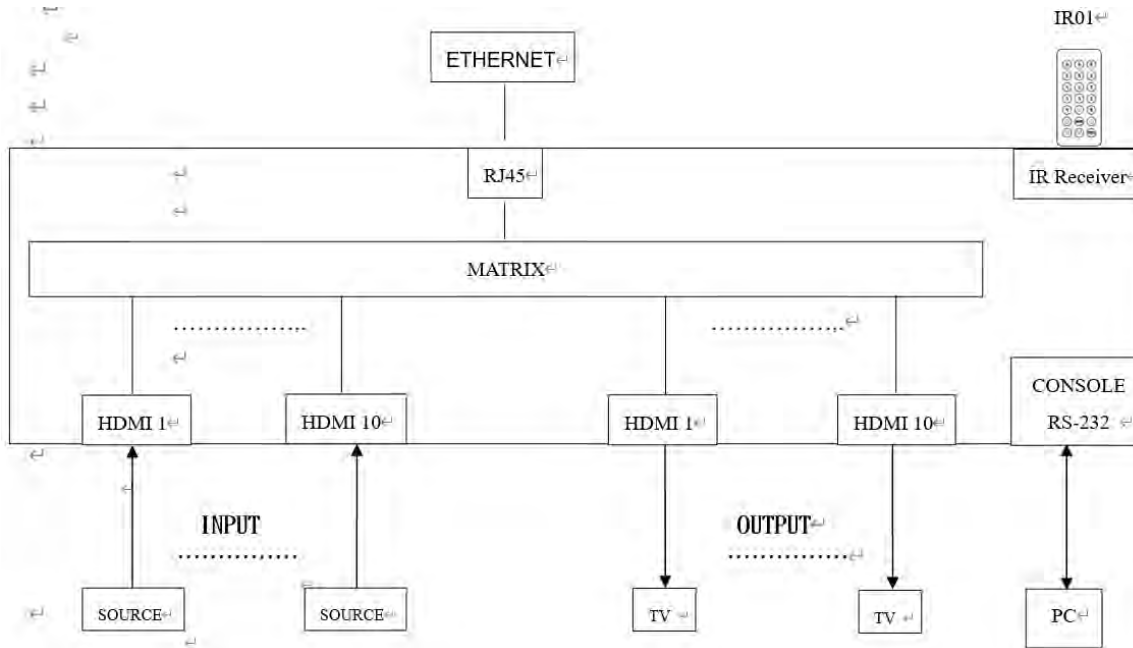 IR01
ETHERNET
RJ45
IR Receiver
MATRIX
.................
.................
CONSOLE
RS-232
HDMI 1
HDMI 10
HDMI 1
HDMI 10
INPUT
OUTPUT
.................
.................
SOURCE
SOURCE
TV
TV
PC